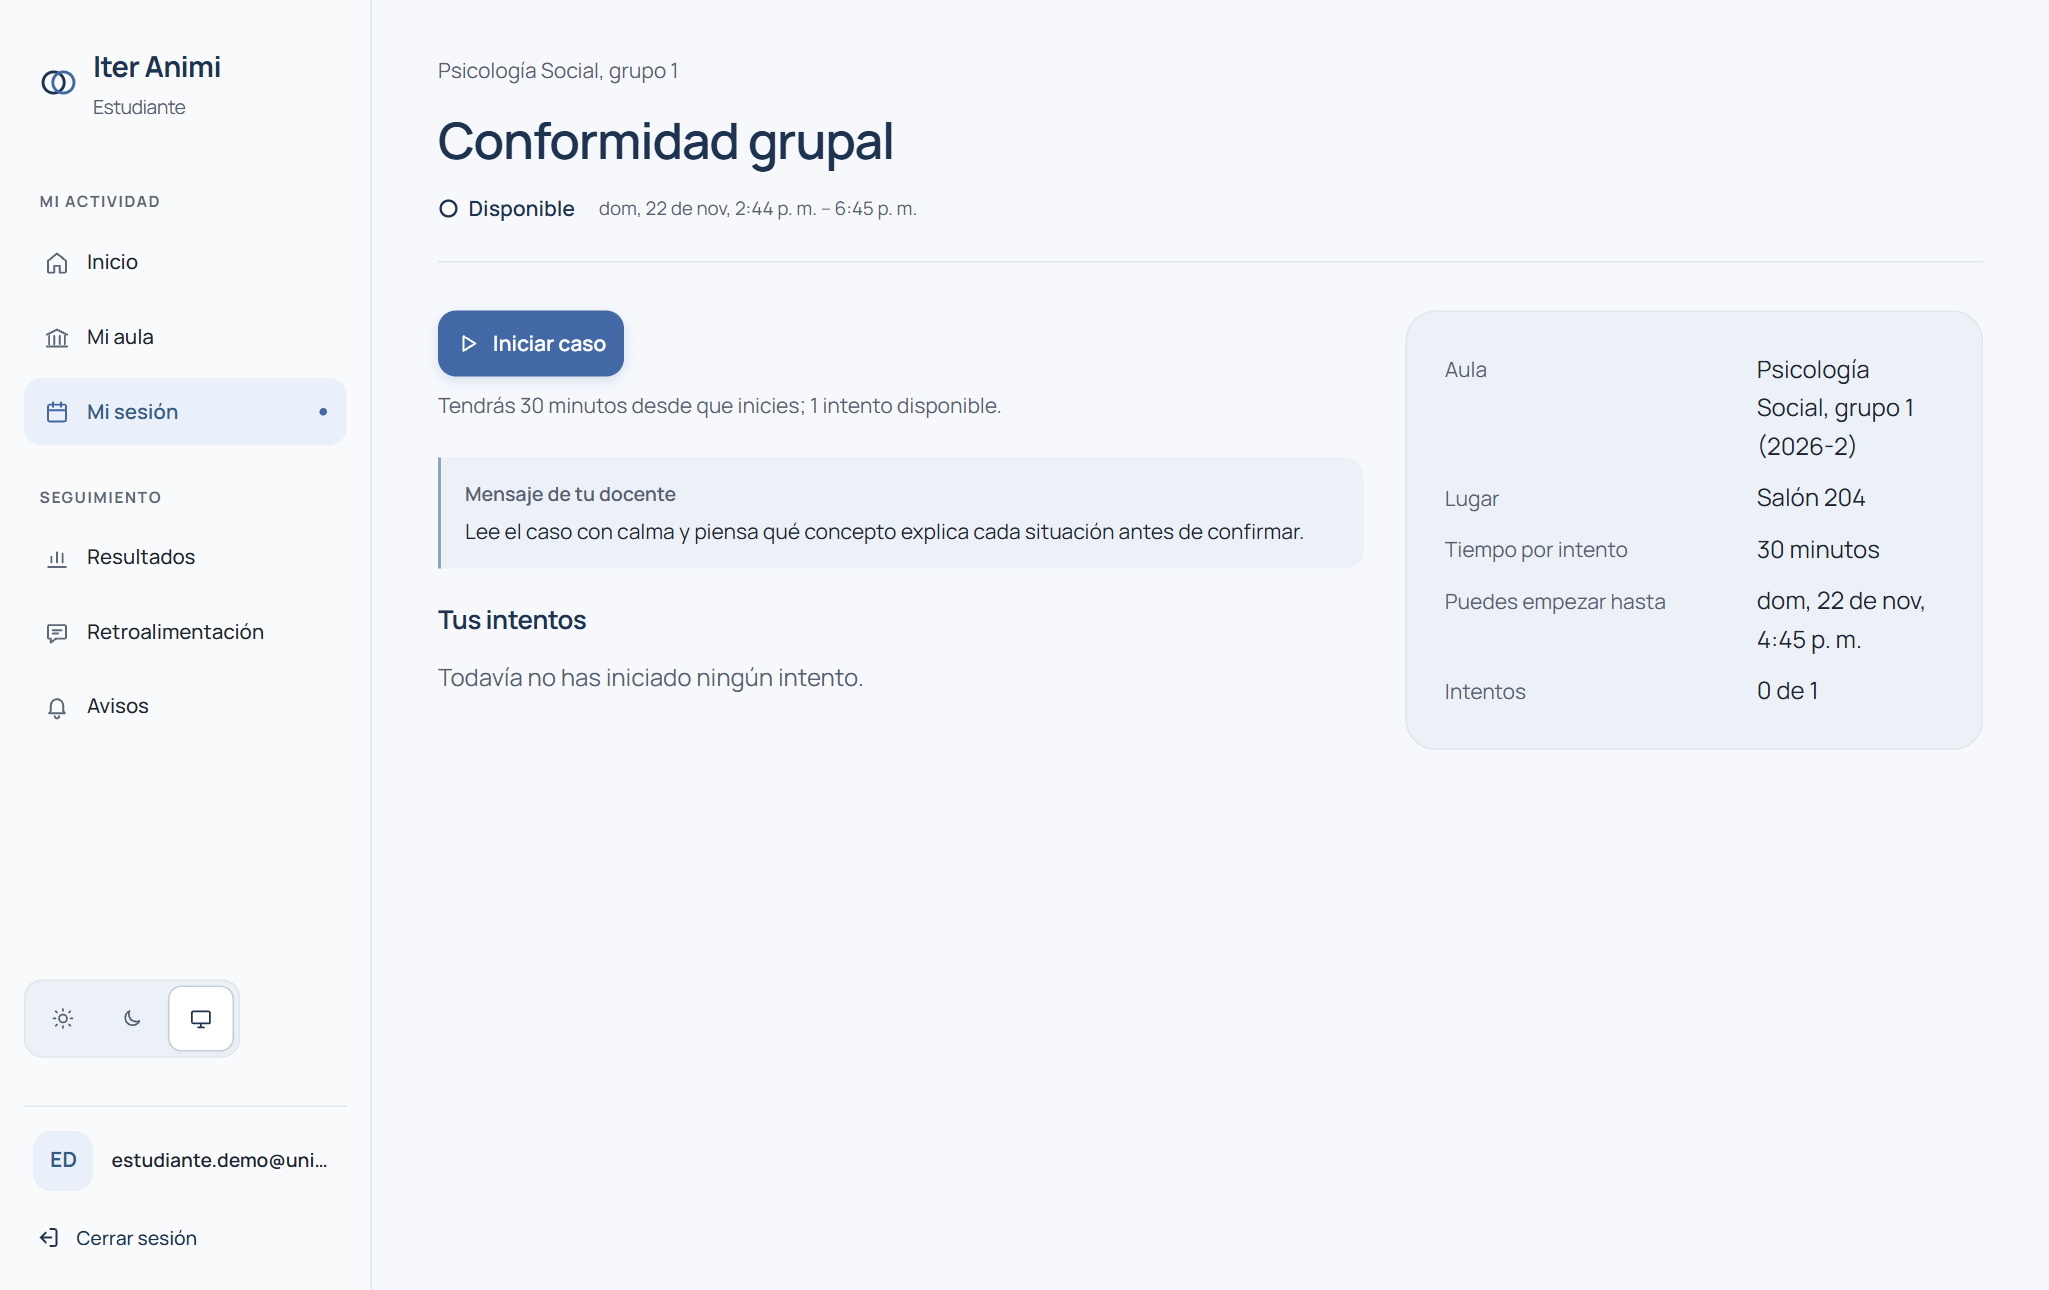 Iter Animi
Estudiante
MI ACTIVIDAD
Inicio
Mi aula
Mi sesión
SEGUIMIENTO
Resultados
Retroalimentación
Avisos
ED
estudiante.demo@uni...
Cerrar sesión
Psicología Social, grupo 1
Conformidad grupal
Disponible dom, 22 de nov, 2:44 p. m. – 6:45 p. m.
Iniciar caso
Tendrás 30 minutos desde que inicies; 1 intento disponible.
Mensaje de tu docente
Lee el caso con calma y piensa qué concepto explica cada situación antes de confirmar.
Tus intentos
Todavía no has iniciado ningún intento.
Aula Psicología
Social, grupo 1
(2026-2)
Lugar Salón 204
Tiempo por intento 30 minutos
Puedes empezar hasta dom, 22 de nov,
4:45 p. m.
Intentos 0 de 1